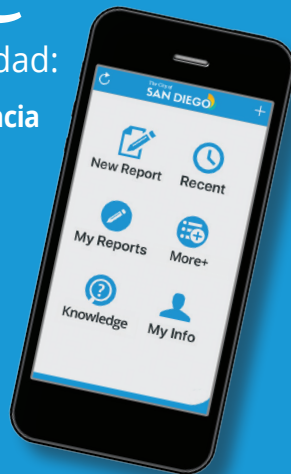 dad:
ncia
The City of
SAN DIEGO
New Report
Recent
My Reports
More+
Knowledge
My Info